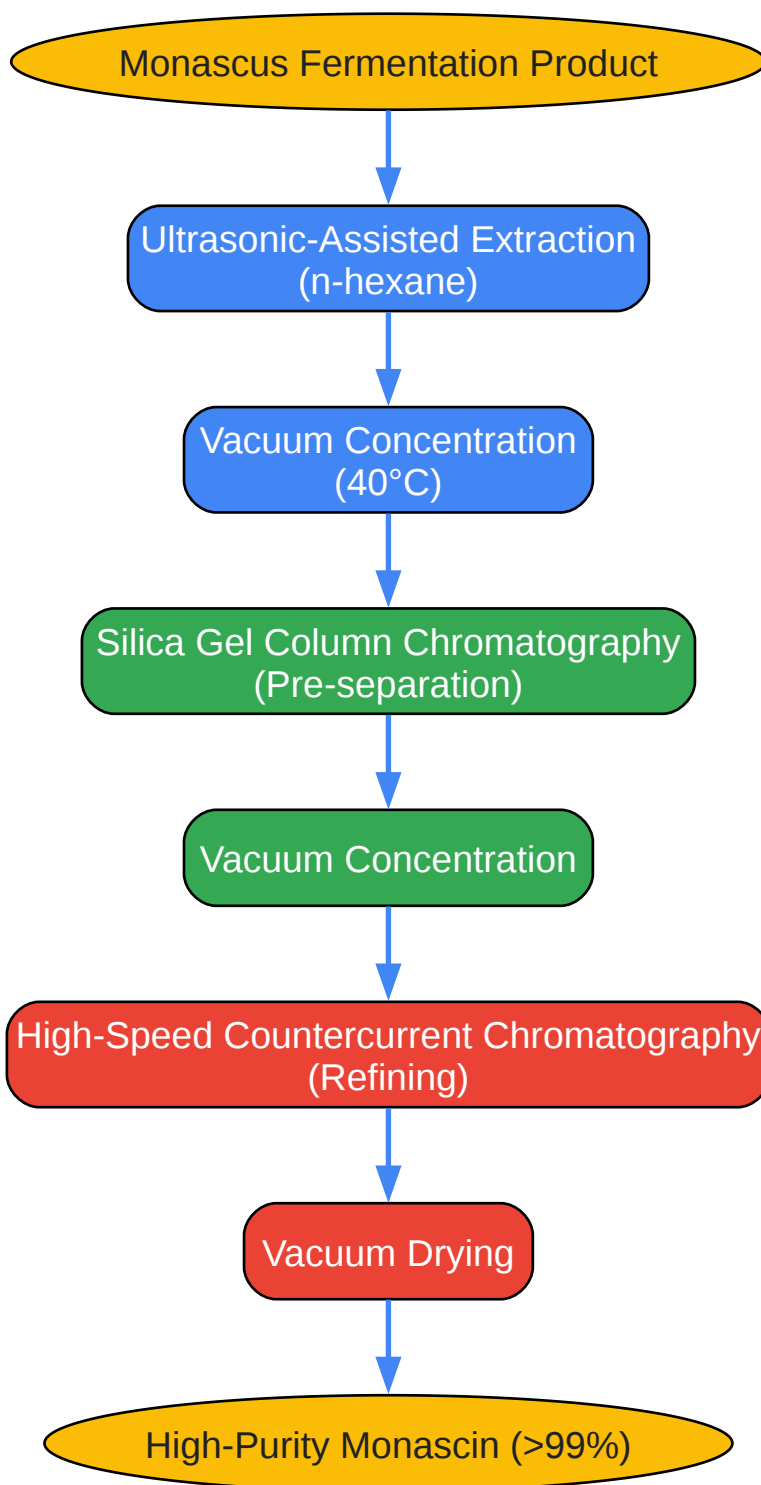 Monascus Fermentation Product
Ultrasonic-Assisted Extraction
(n-hexane)
Vacuum Concentration
(40°C)
Silica Gel Column Chromatography
(Pre-separation)
Vacuum Concentration
High-Speed Countercurrent Chromatography
(Refining)
Vacuum Drying
High-Purity Monascin (>99%)